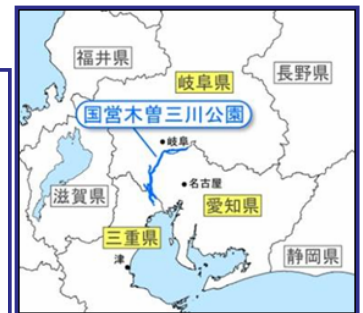 福井県
岐阜県
長野県
国営木曽三川公園
岐阜
名古屋
滋賀県
愛知県
三重県
静岡県
津